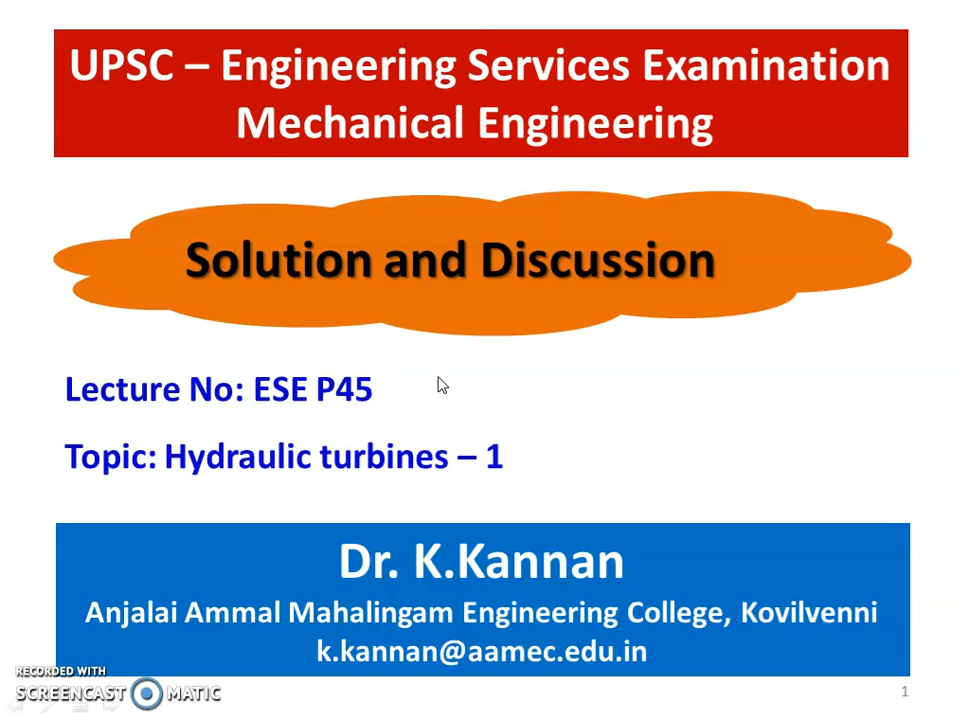 UPSC – Engineering Services Examination
Mechanical Engineering
Solution and Discussion
Lecture No: ESE P45
Topic: Hydraulic turbines – 1
Dr. K.Kannan
Anjalai Ammal Mahalingam Engineering College, Kovilvenni
k.kannan@aamec.edu.in
RECORDED WITH
SCREENCAST MATIC
1